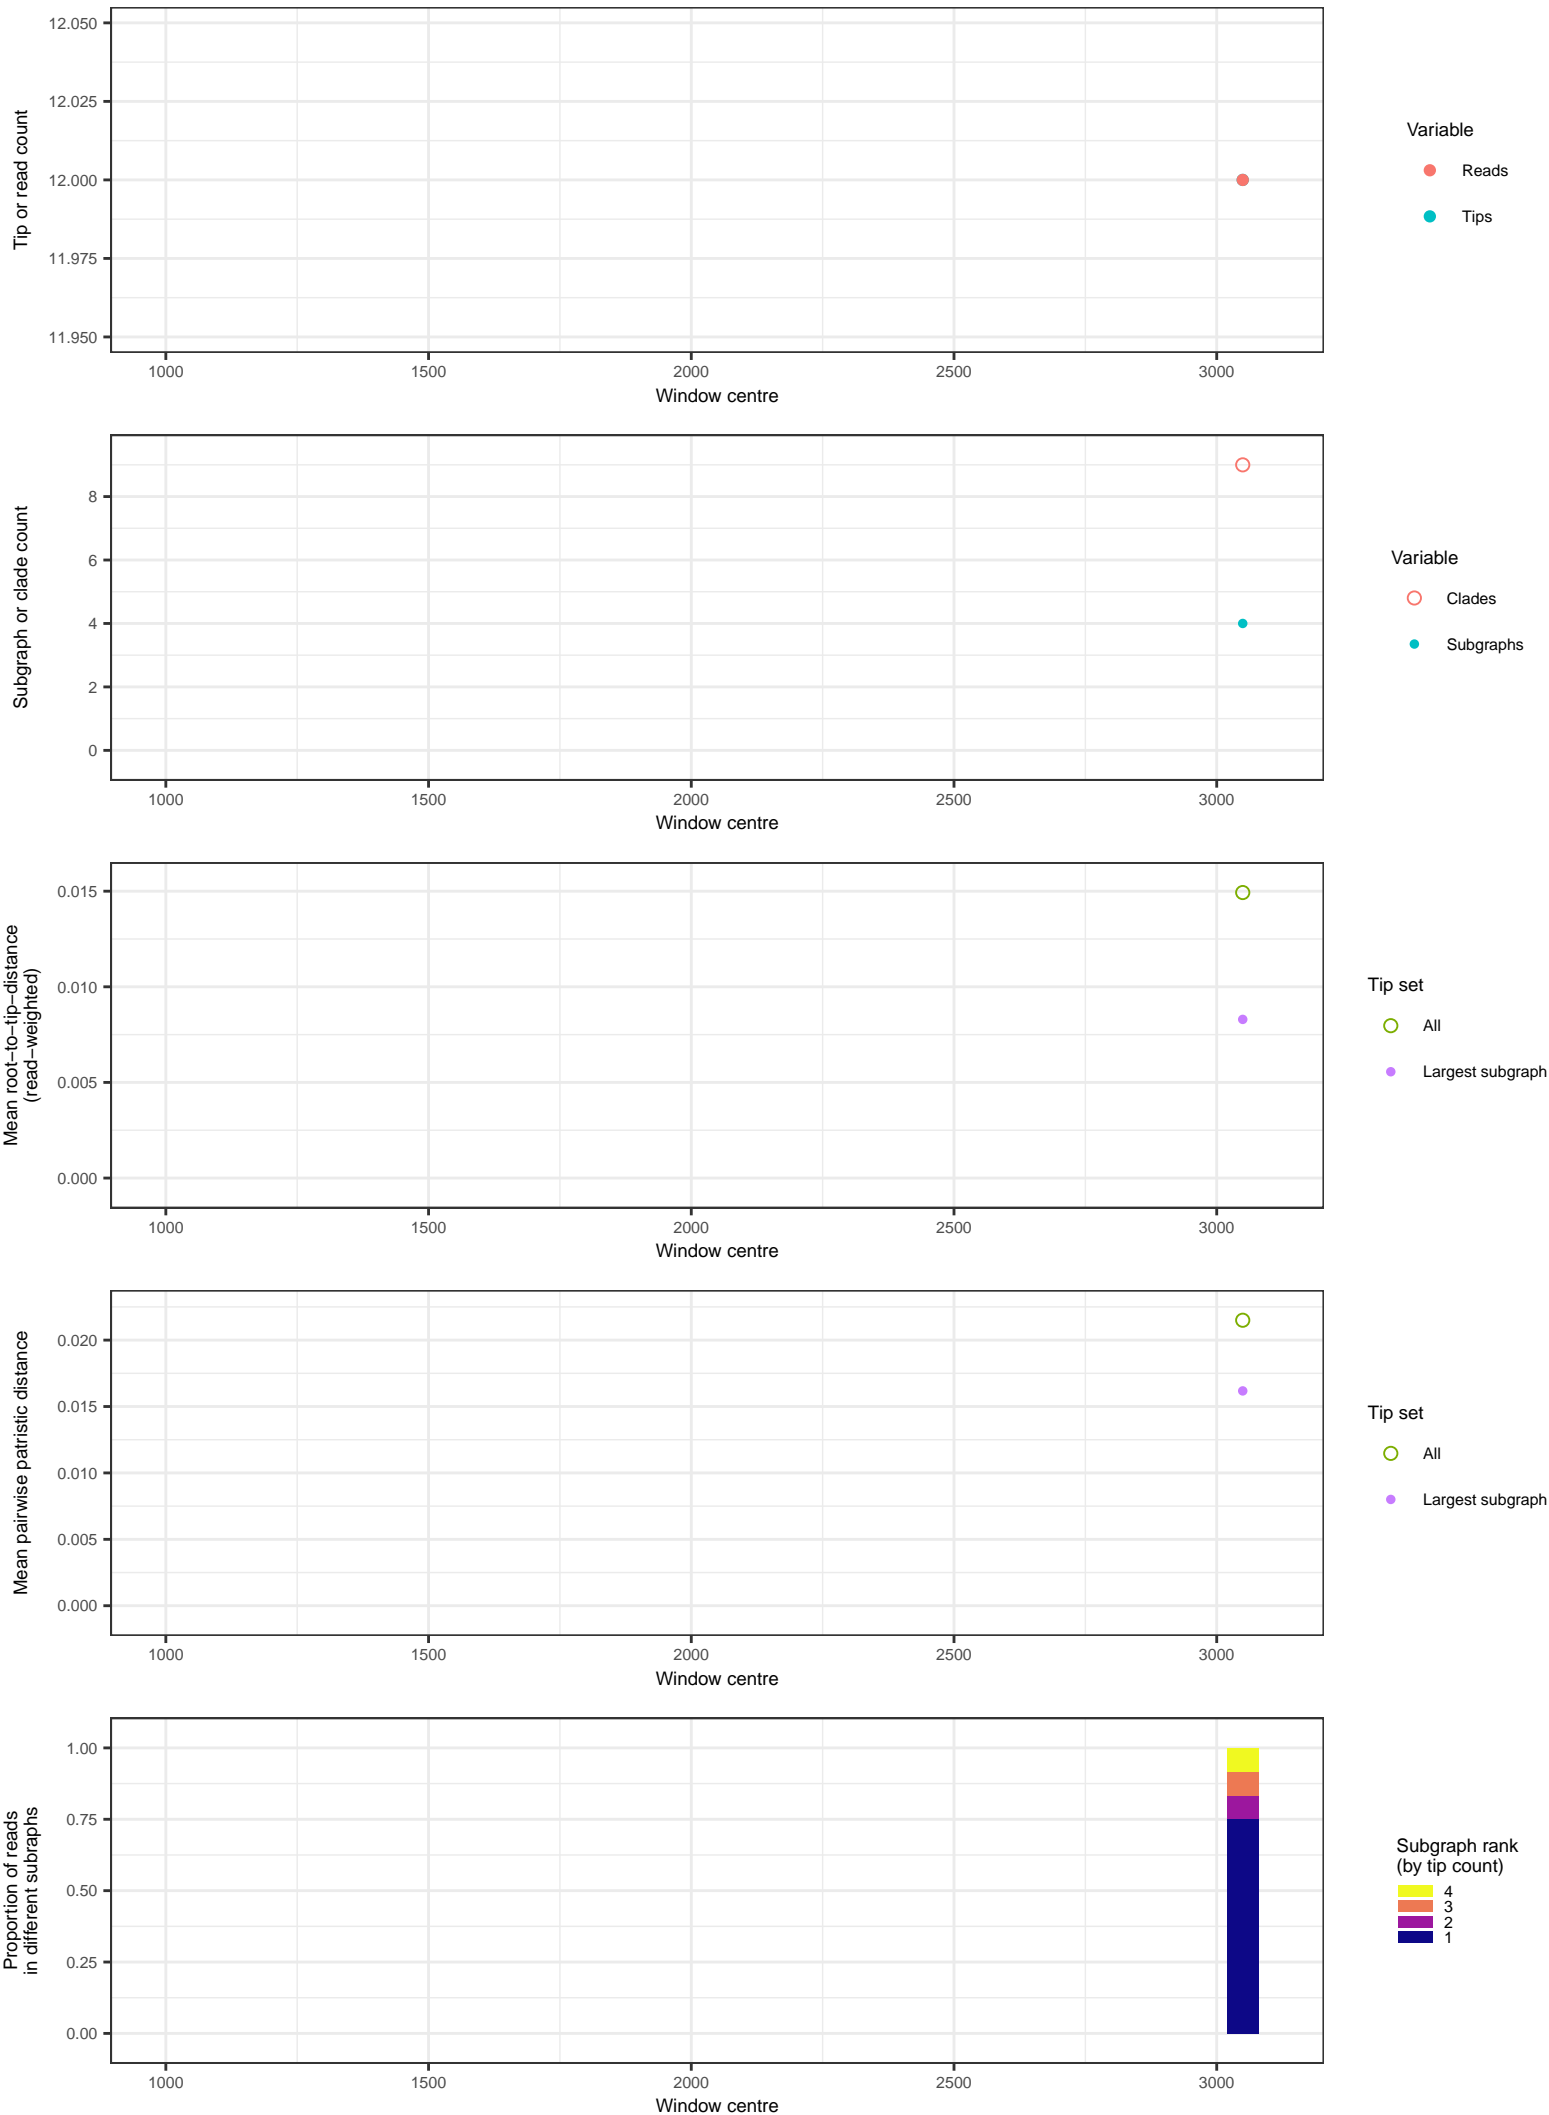 12.050
12.025
12.000
11.975
11.950
Tip or read count
1000 1500 2000 2500 3000
Window centre
Variable
Reads
Tips
8
6
4
2
0
Subgraph or clade count
1000 1500 2000 2500 3000
Window centre
Variable
Clades
Subgraphs
0.015
0.010
0.005
0.000
Mean root−to−tip−distance
(read−weighted)
1000 1500 2000 2500 3000
Window centre
Tip set
All
Largest subgraph
0.020
0.015
0.010
0.005
0.000
Mean pairwise patristic distance
1000 1500 2000 2500 3000
Window centre
Tip set
All
Largest subgraph
1.00
0.75
0.50
0.25
0.00
Proportion of reads
in different subraphs
1000 1500 2000 2500 3000
Window centre
Subgraph rank
(by tip count)
4
3
2
1